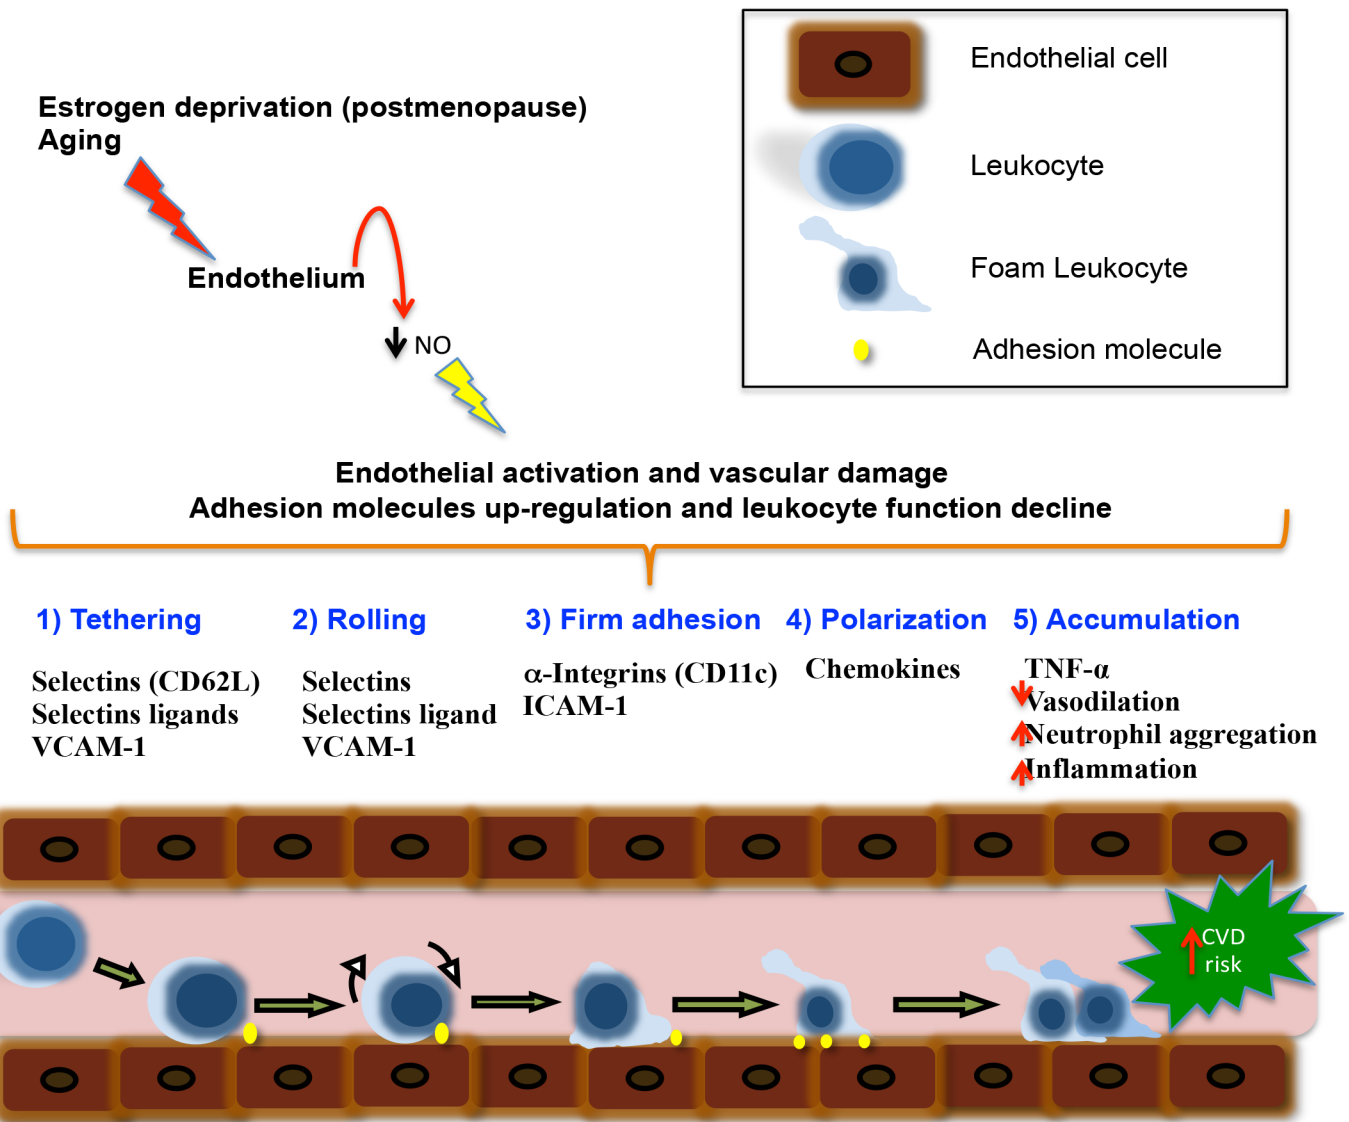 Estrogen deprivation (postmenopause)
Aging
Endothelium
NO
Endothelial cell
Leukocyte
Foam Leukocyte
Adhesion molecule
Endothelial activation and vascular damage
Adhesion molecules up-regulation and leukocyte function decline
1) Tethering
Selectins (CD62L)
Selectins ligands
VCAM-1
2) Rolling
Selectins
Selectins ligand
VCAM-1
3) Firm adhesion
α-Integrins (CD11c)
ICAM-1
4) Polarization
Chemokines
5) Accumulation
TNF-α
Vasodilation
Neutrophil aggregation
Inflammation
CVD
risk